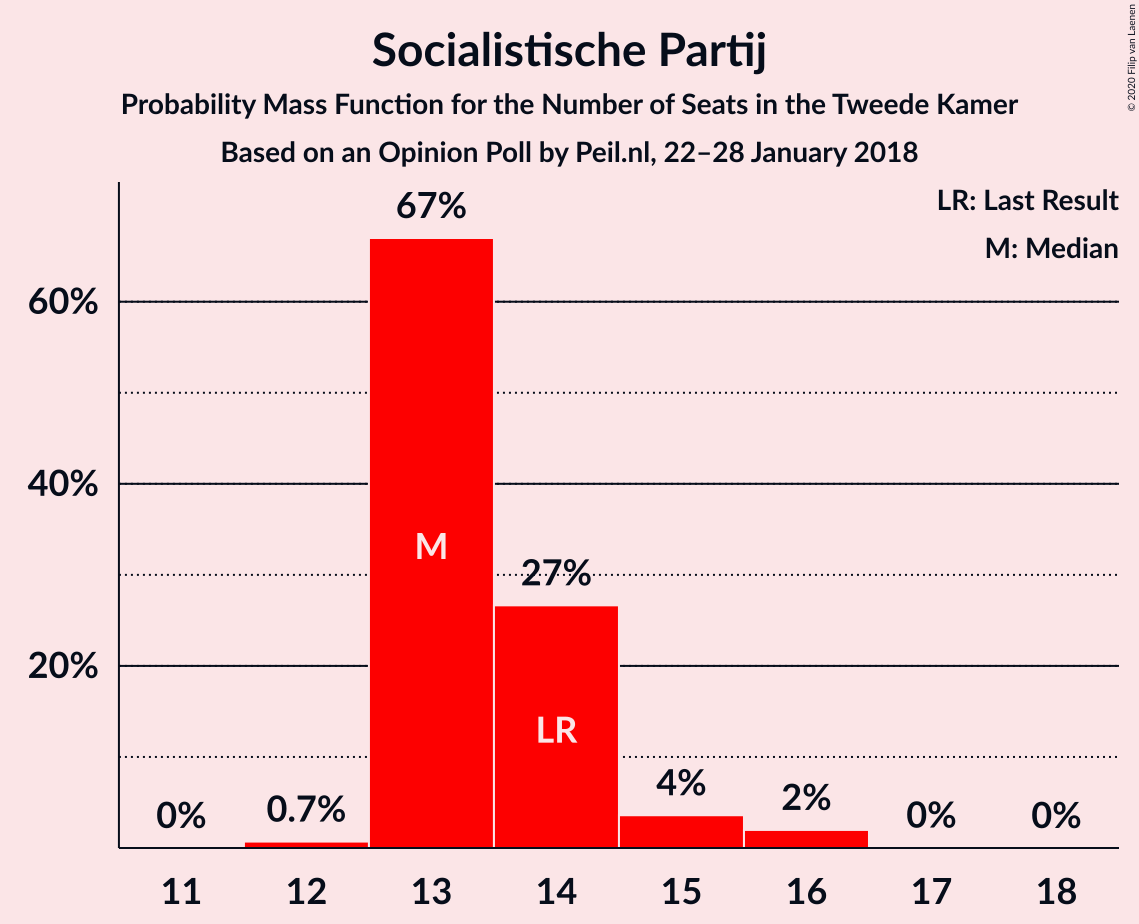 Socialistische Partij
Probability Mass Function for the Number of Seats in the Tweede Kamer
Based on an Opinion Poll by Peil.nl, 22–28 January 2018
© 2020 Filip van Laenen
LR: Last Result
M: Median
67%
60%
40%
M
27%
20%
LR
4%
2%
0.7%
0%
0%
0%
11 12 13 14 15 16 17 18